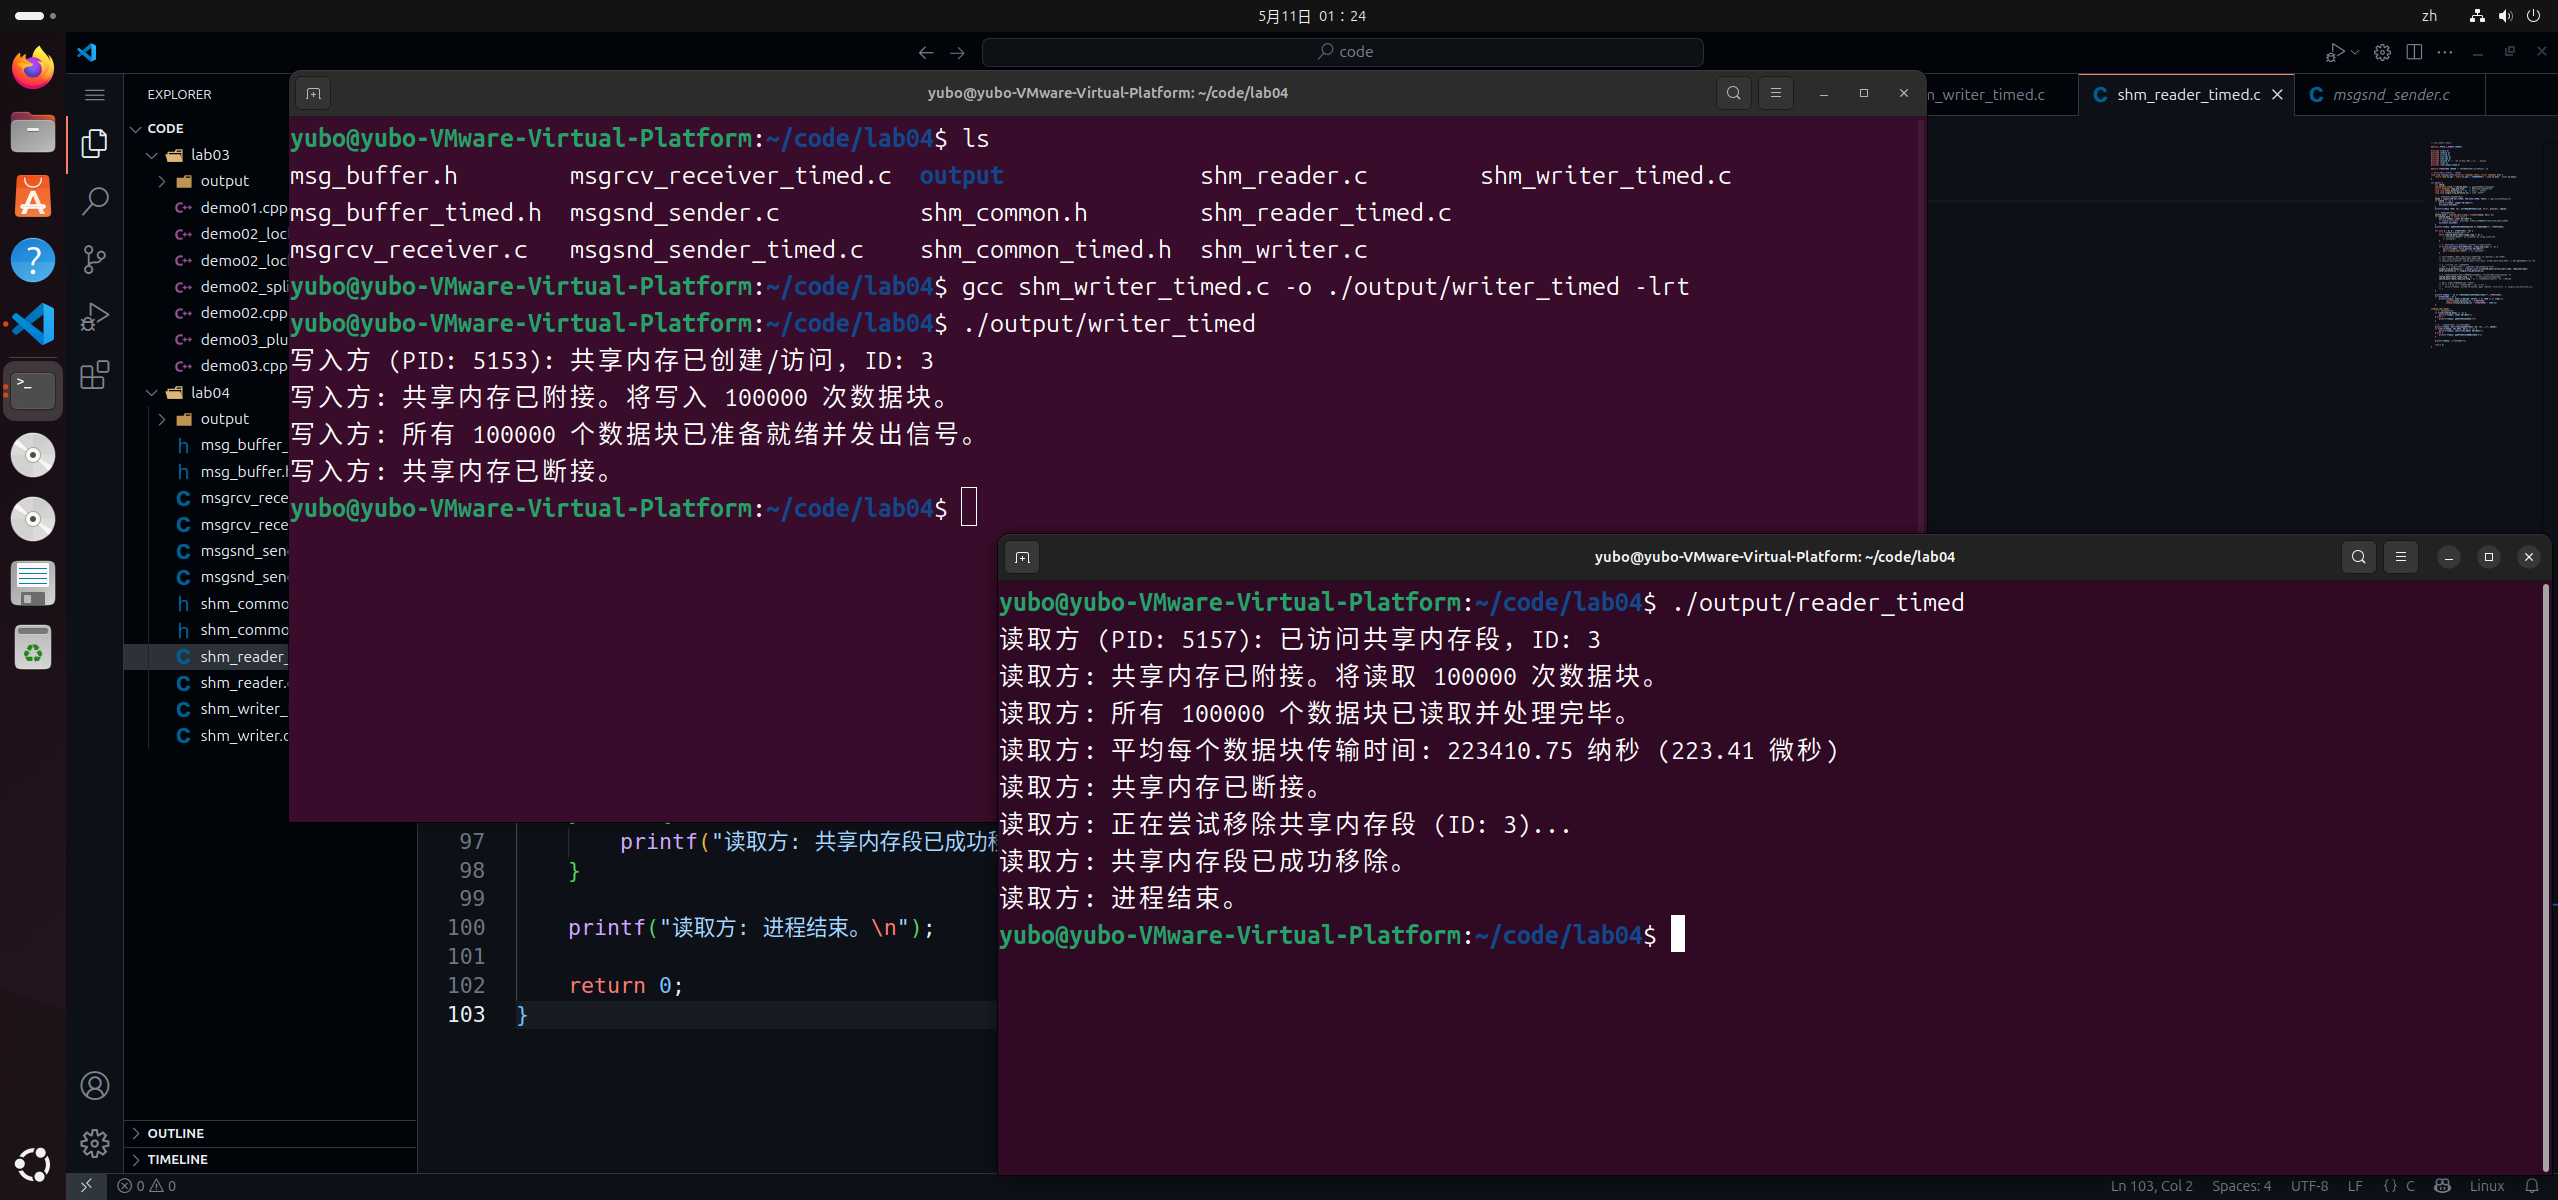 5月11日 01：24
zh
code
EXPLORER
CODE
lab03
output
demo01.cpp
demo02_loc
demo02_loc
demo02_spl
demo02.cpp
demo03_plu
demo03.cpp
lab04
output
msg_buffer_
msg_buffer.h
msgrcv_rece
msgrcv_rece
msgsnd_sen
msgsnd_sen
shm_commo
shm_commo
shm_reader_
shm_reader.
shm_writer_
shm_writer.c
OUTLINE
TIMELINE
_writer_timed.c
shm_reader_timed.c
msgsnd_sender.c
yubo@yubo-VMware-Virtual-Platform: ~/code/lab04
yubo@yubo-VMware-Virtual-Platform:~/code/lab04$ ls
msg_buffer.h msgrcv_receiver_timed.c output shm_reader.c shm_writer_timed.c
msg_buffer_timed.h msgsnd_sender.c shm_common.h shm_reader_timed.c
msgrcv_receiver.c msgsnd_sender_timed.c shm_common_timed.h shm_writer.c
yubo@yubo-VMware-Virtual-Platform:~/code/lab04$ gcc shm_writer_timed.c -o ./output/writer_timed -lrt
yubo@yubo-VMware-Virtual-Platform:~/code/lab04$ ./output/writer_timed
写入方 (PID: 5153): 共享内存已创建/访问，ID: 3
写入方: 共享内存已附接。将写入 100000 次数据块。
写入方: 所有 100000 个数据块已准备就绪并发出信号。
写入方: 共享内存已断接。
yubo@yubo-VMware-Virtual-Platform:~/code/lab04$
yubo@yubo-VMware-Virtual-Platform: ~/code/lab04
yubo@yubo-VMware-Virtual-Platform:~/code/lab04$ ./output/reader_timed
读取方 (PID: 5157): 已访问共享内存段，ID: 3
读取方: 共享内存已附接。将读取 100000 次数据块。
读取方: 所有 100000 个数据块已读取并处理完毕。
读取方: 平均每个数据块传输时间: 223410.75 纳秒 (223.41 微秒)
读取方: 共享内存已断接。
读取方: 正在尝试移除共享内存段 (ID: 3)...
读取方: 共享内存段已成功移除。
读取方: 进程结束。
yubo@yubo-VMware-Virtual-Platform:~/code/lab04$
97 printf("读取方: 共享内存段已成功移
98 }
99
100 printf("读取方: 进程结束。\n");
101
102 return 0;
103 }
0 0
Ln 103, Col 2 Spaces: 4 UTF-8 LF {} C Linux